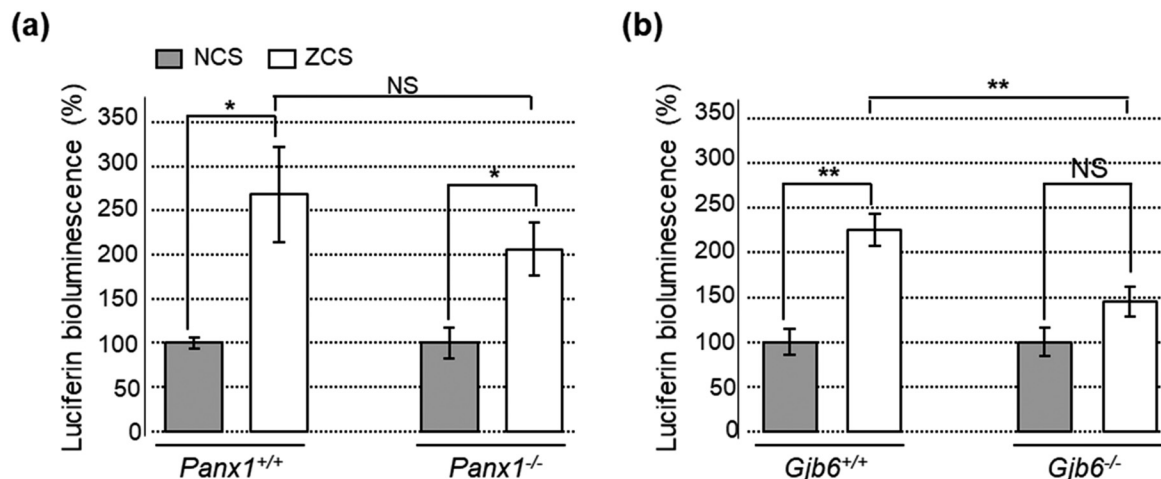 (a)
NCS ZCS
Luciferin bioluminescence (%)
350
300
250
200
150
100
50
0
* NS *
Panx1+/+ Panx1-/-
(b)
Luciferin bioluminescence (%)
350
300
250
200
150
100
50
0
** ** NS
Gjb6+/+ Gjb6-/-